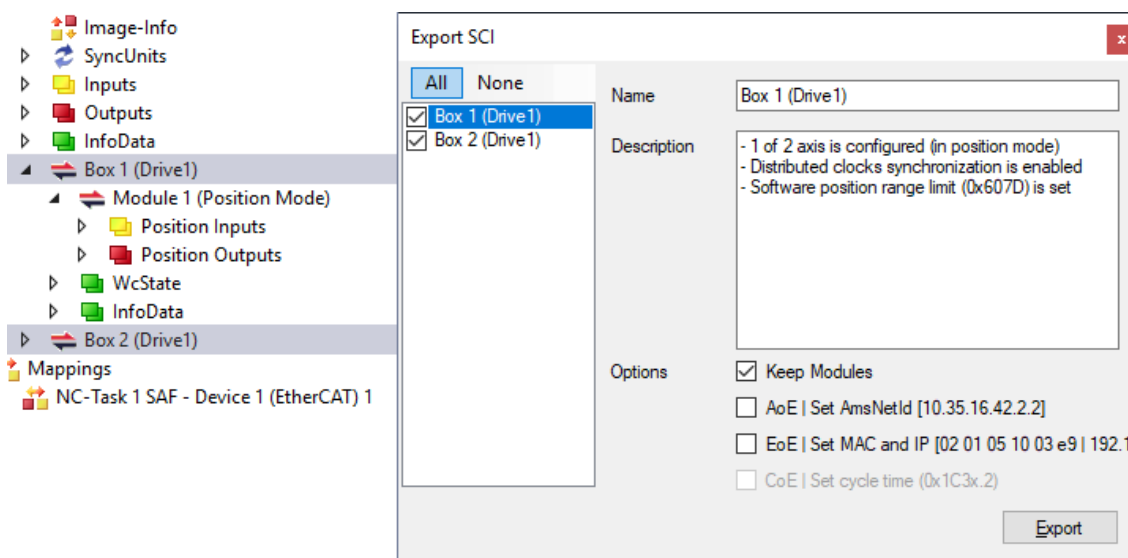 Image-Info
SyncUnits
Inputs
Outputs
InfoData
Box 1 (Drive1)
Module 1 (Position Mode)
Position Inputs
Position Outputs
WcState
InfoData
Box 2 (Drive1)
Mappings
NC-Task 1 SAF - Device 1 (EtherCAT) 1
Export SCI
x
All None
Box 1 (Drive1)
Box 2 (Drive1)
Name
Box 1 (Drive1)
Description
- 1 of 2 axis is configured (in position mode)
- Distributed clocks synchronization is enabled
- Software position range limit (0x607D) is set
Options
Keep Modules
AoE | Set AmsNetId [10.35.16.42.2.2]
EoE | Set MAC and IP [02 01 05 10 03 e9 | 192.1
CoE | Set cycle time (0x1C3x.2)
Export